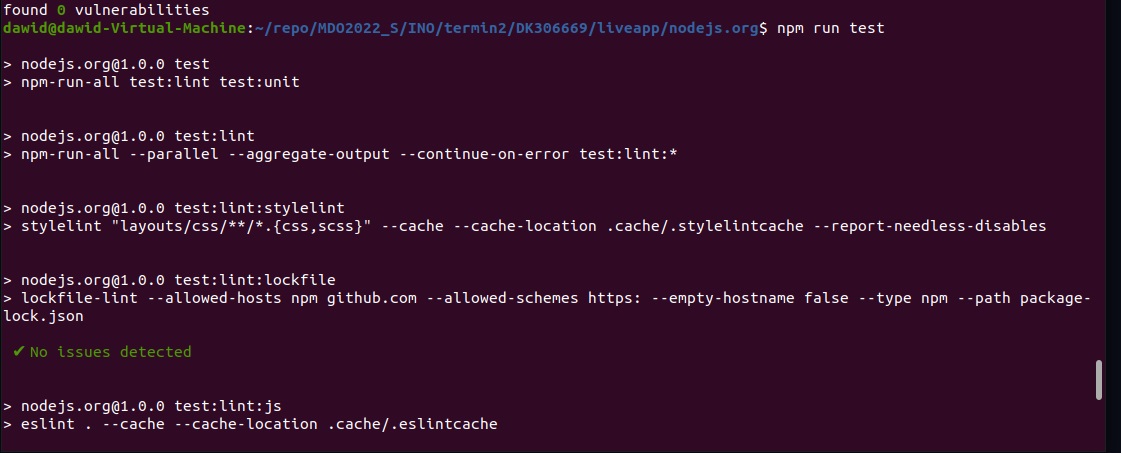 found 0 vulnerabilities
dawid@dawid-Virtual-Machine:~/repo/MDO2022_S/INO/termin2/DK306669/liveapp/nodejs.org$ npm run test
> nodejs.org@1.0.0 test
> npm-run-all test:lint test:unit
> nodejs.org@1.0.0 test:lint
> npm-run-all --parallel --aggregate-output --continue-on-error test:lint:*
> nodejs.org@1.0.0 test:lint:stylelint
> stylelint "layouts/css/**/*.{css,scss}" --cache --cache-location .cache/.stylelintcache --report-needless-disables
> nodejs.org@1.0.0 test:lint:lockfile
> lockfile-lint --allowed-hosts npm github.com --allowed-schemes https: --empty-hostname false --type npm --path package-
lock.json
✔ No issues detected
> nodejs.org@1.0.0 test:lint:js
> eslint . --cache --cache-location .cache/.eslintcache